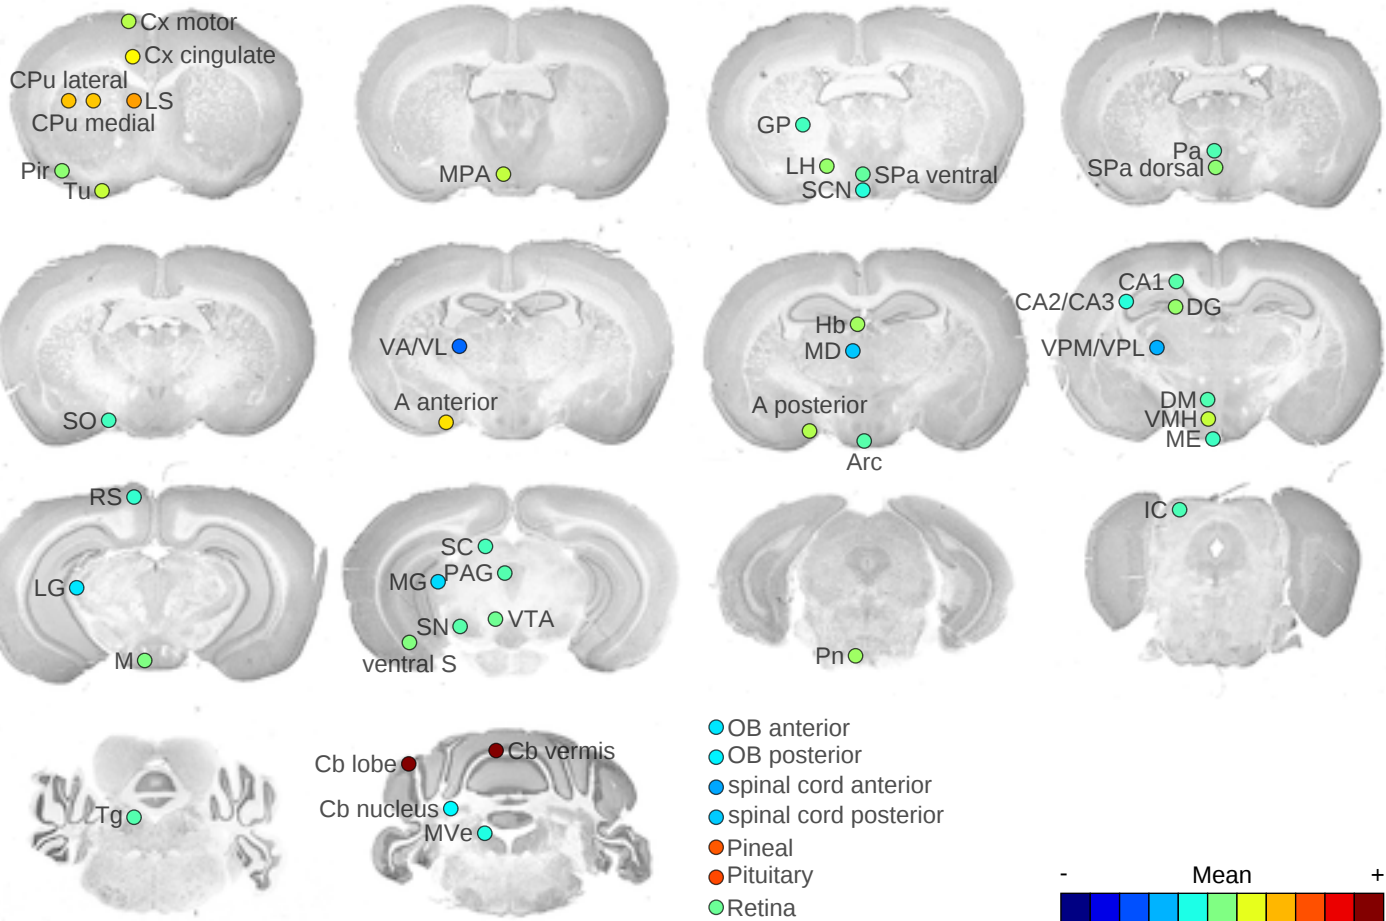 Cx motor
Cx cingulate
CPu lateral
LS
CPu medial
Pir
Tu
MPA
GP
LH
SPa ventral
SCN
Pa
SPa dorsal
SO
VA/VL
A anterior
Hb
MD
A posterior
Arc
CA1
CA2/CA3
DG
VPM/VPL
DM
VMH
ME
RS
LG
M
SC
MG
PAG
SN
VTA
ventral S
Pn
IC
Tg
Cb lobe
Cb vermis
Cb nucleus
MVe
OB anterior
OB posterior
spinal cord anterior
spinal cord posterior
Pineal
Pituitary
Retina
- Mean +